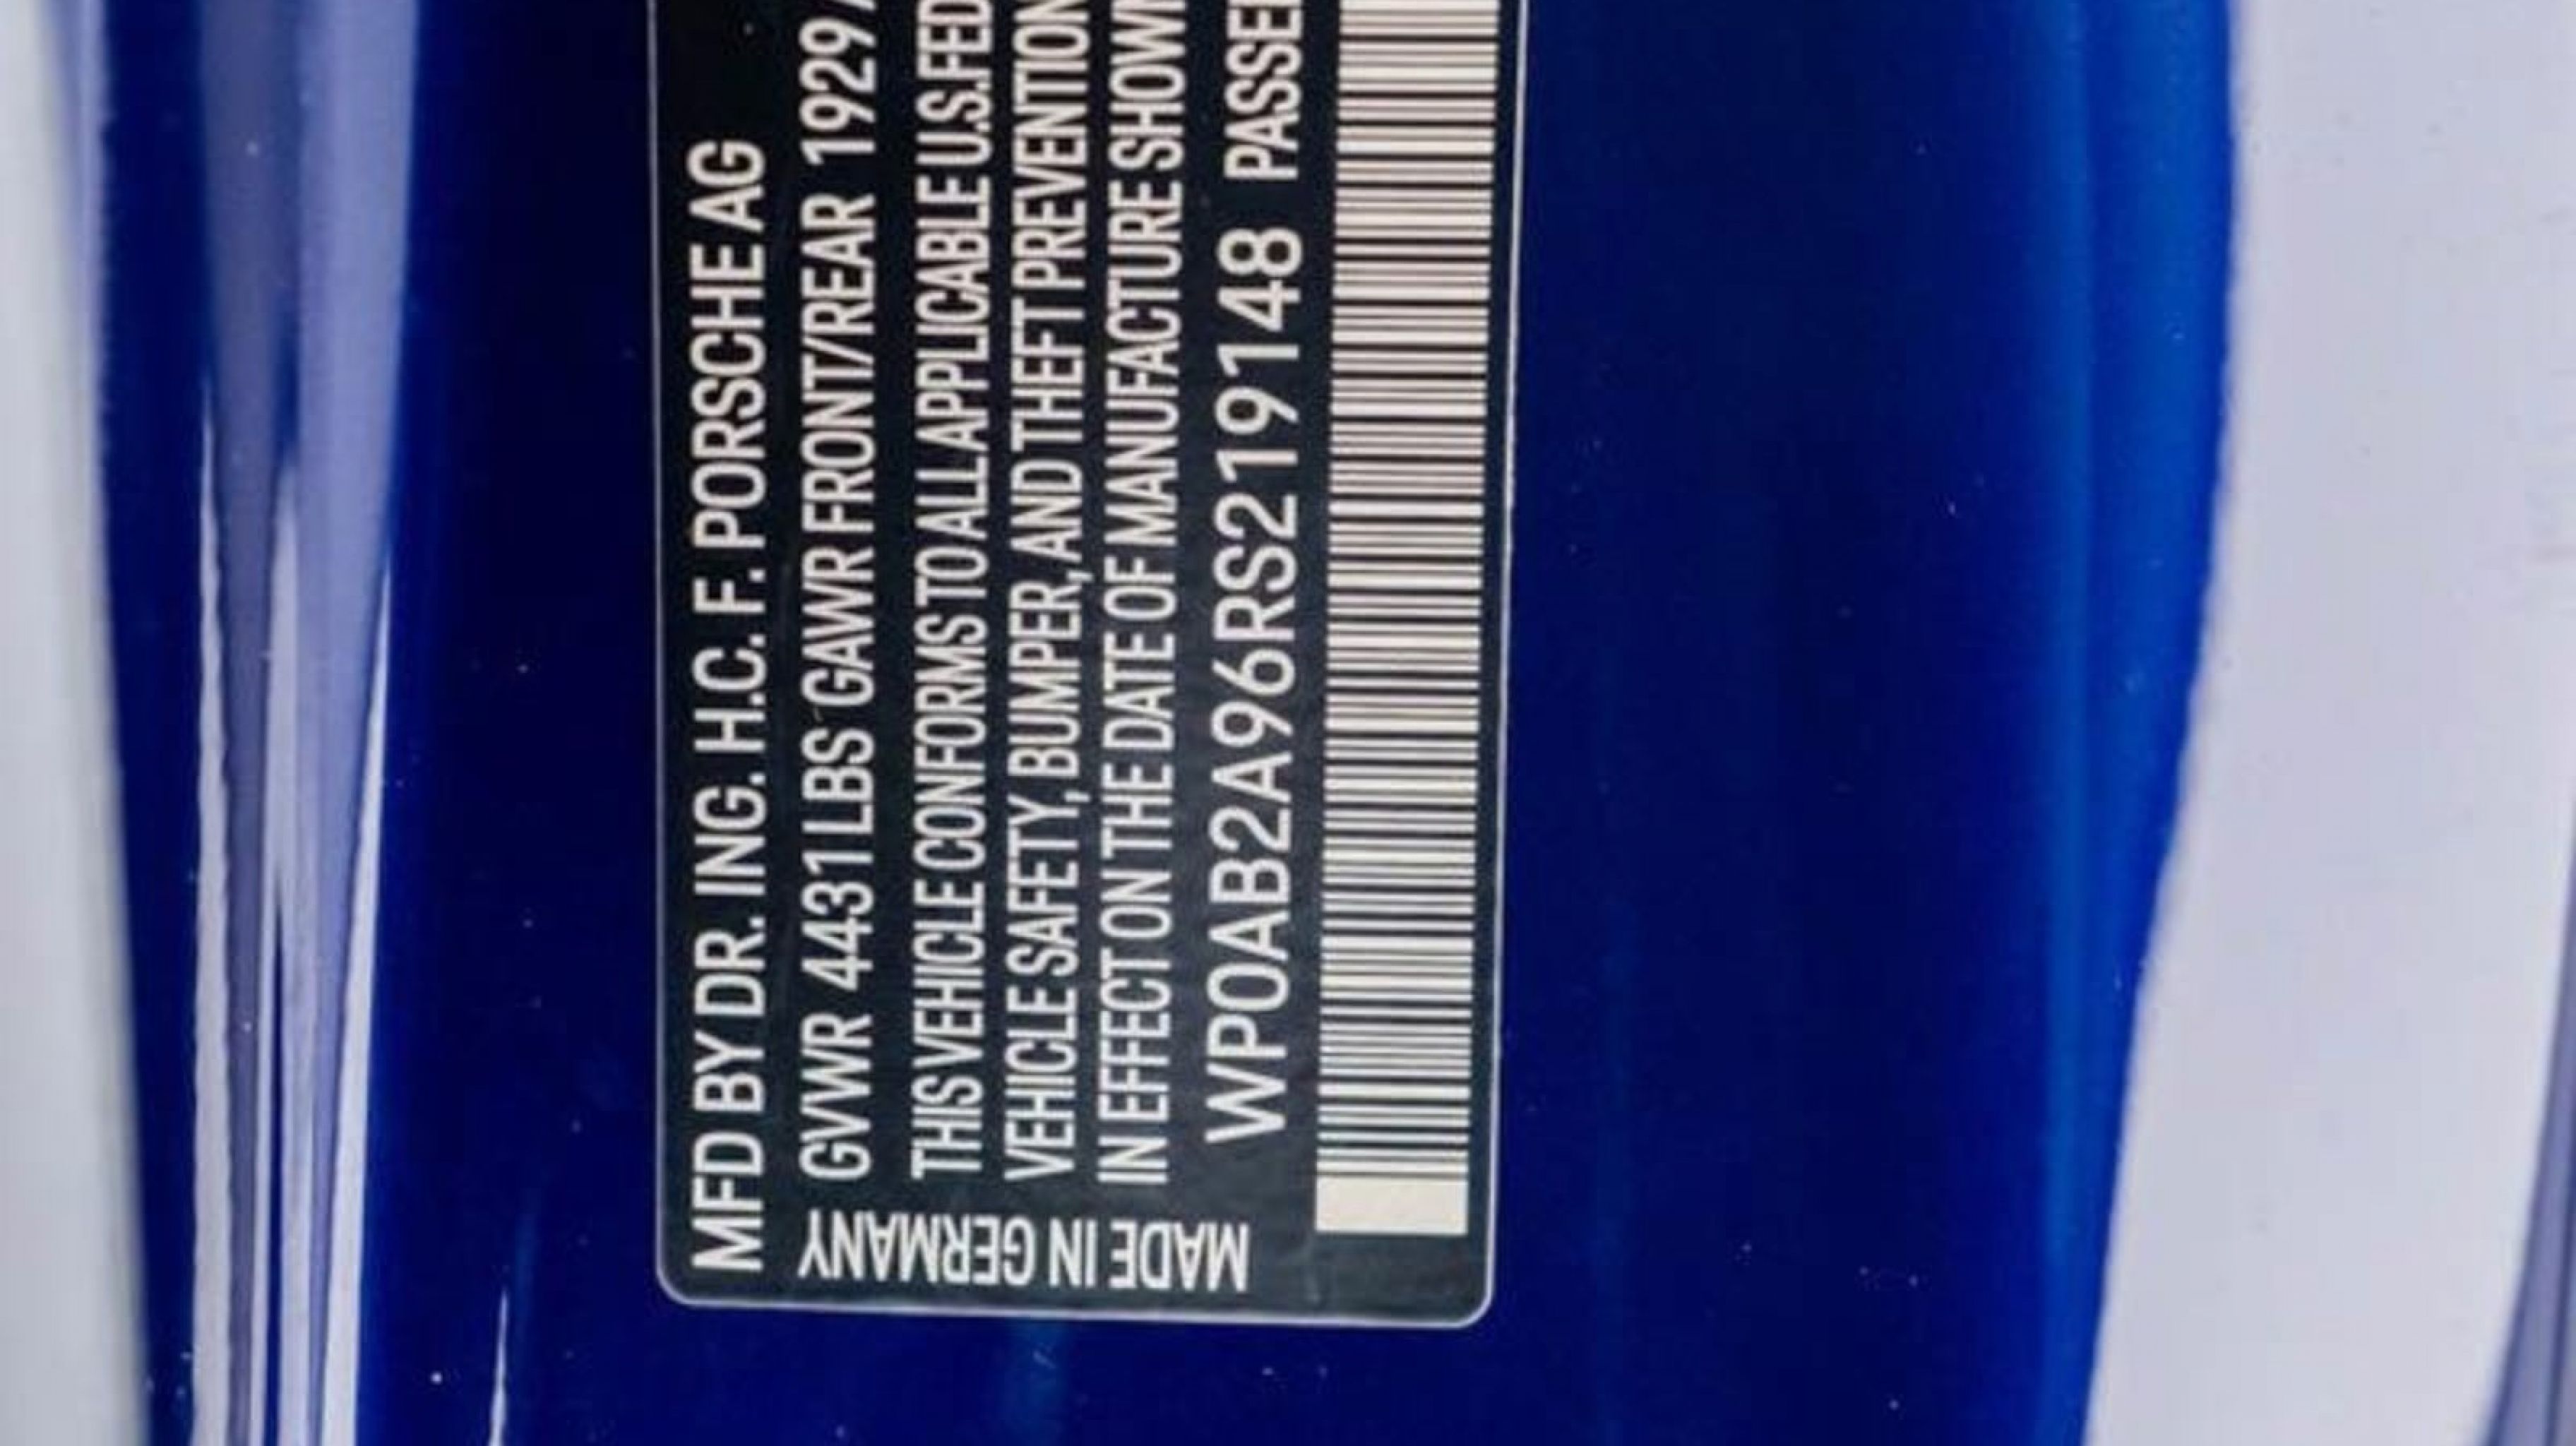 MFD BY DR. ING. H.C. F. PORSCHE AG
GVWR 4431 LBS GAWR FRONT/REAR 1929
THIS VEHICLE CONFORMS TO ALL APPLICABLE U.S. FED
VEHICLE SAFETY, BUMPER, AND THEFT PREVENTION
IN EFFECT ON THE DATE OF MANUFACTURE SHOWN
WP0AB2A96RS219148 PASSE
MADE IN GERMANY